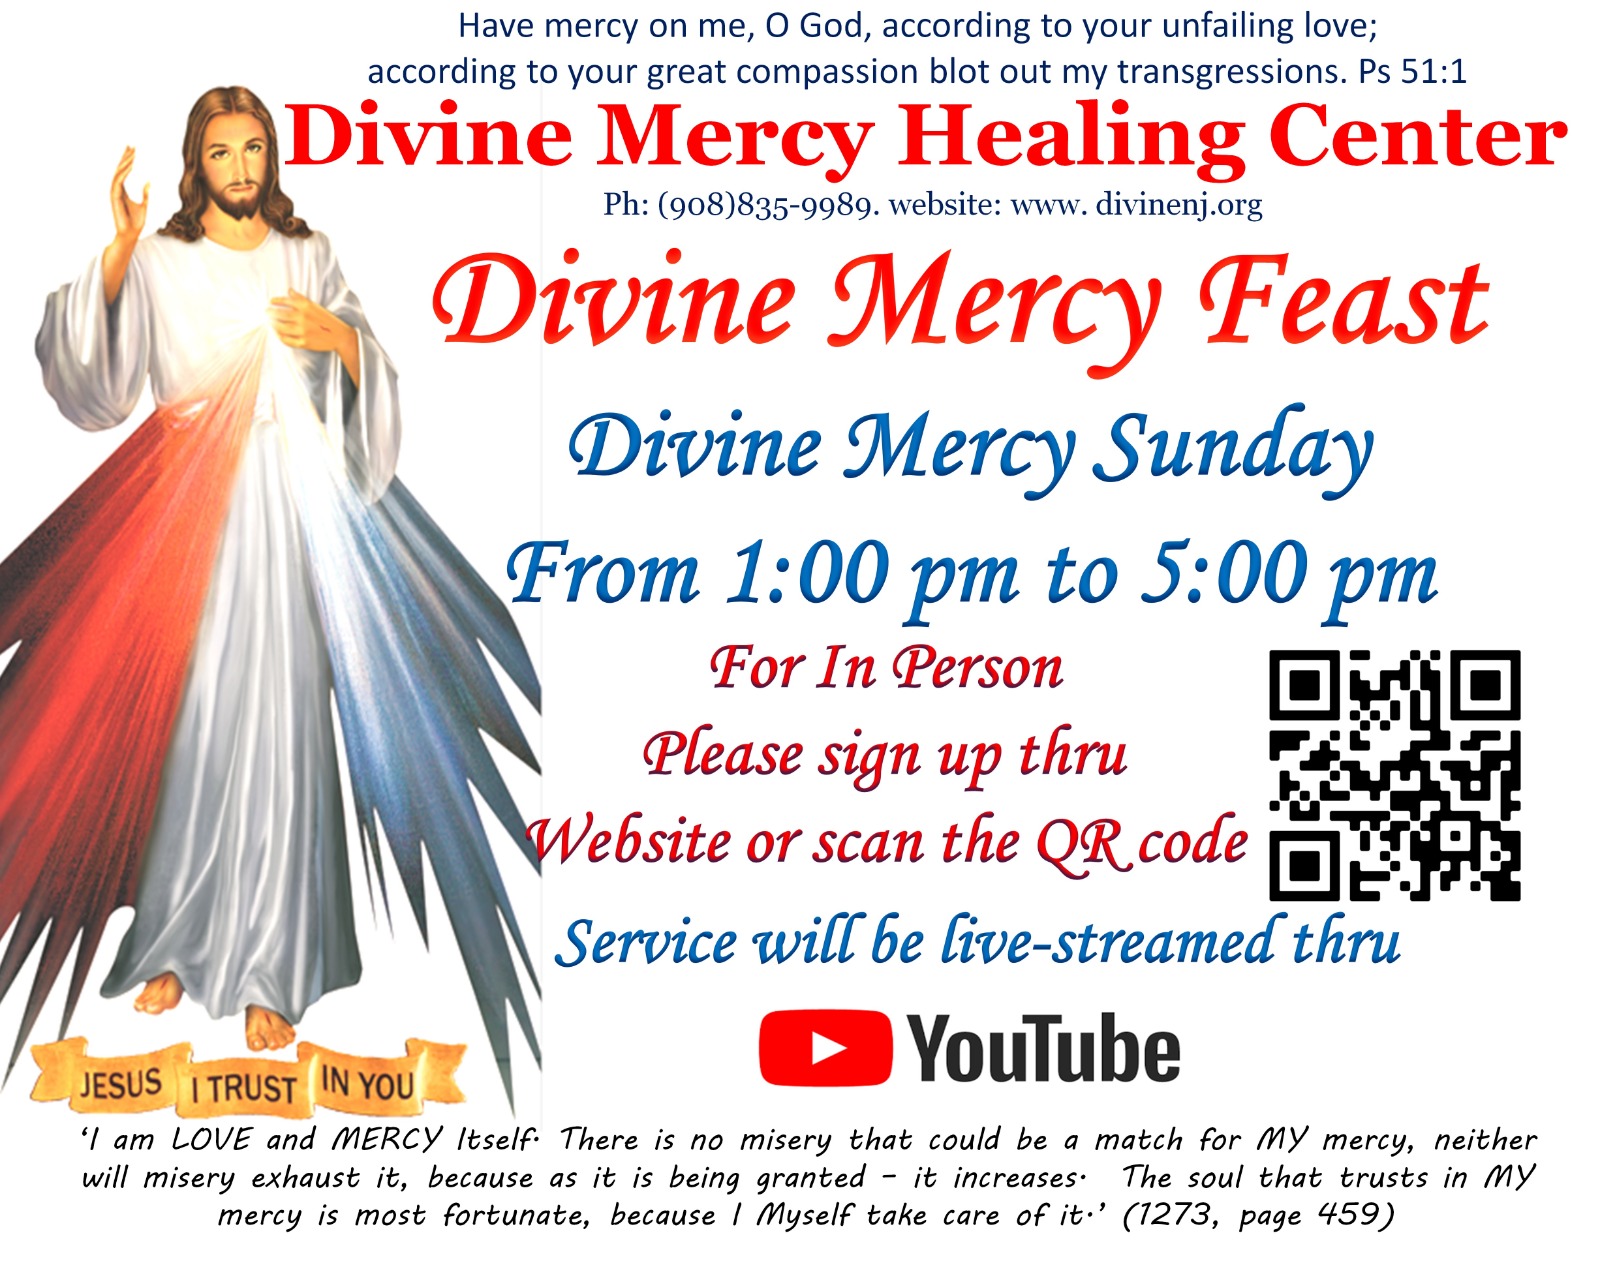 Have mercy on me, O God, according to your unfailing love;
according to your great compassion blot out my transgressions. Ps 51:1
Divine Mercy Healing Center
Ph: (908)835-9989. website: www. divinenj.org
Divine Mercy Feast
Divine Mercy Sunday
From 1:00 pm to 5:00 pm
For In Person
Please sign up thru
Website or scan the QR code
Service will be live-streamed thru
YouTube
JESUS I TRUST IN YOU
‘I am LOVE and MERCY Itself· There is no misery that could be a match for MY mercy, neither
will misery exhaust it, because as it is being granted – it increases· The soul that trusts in MY
mercy is most fortunate, because I Myself take care of it·’ (1273, page 459)